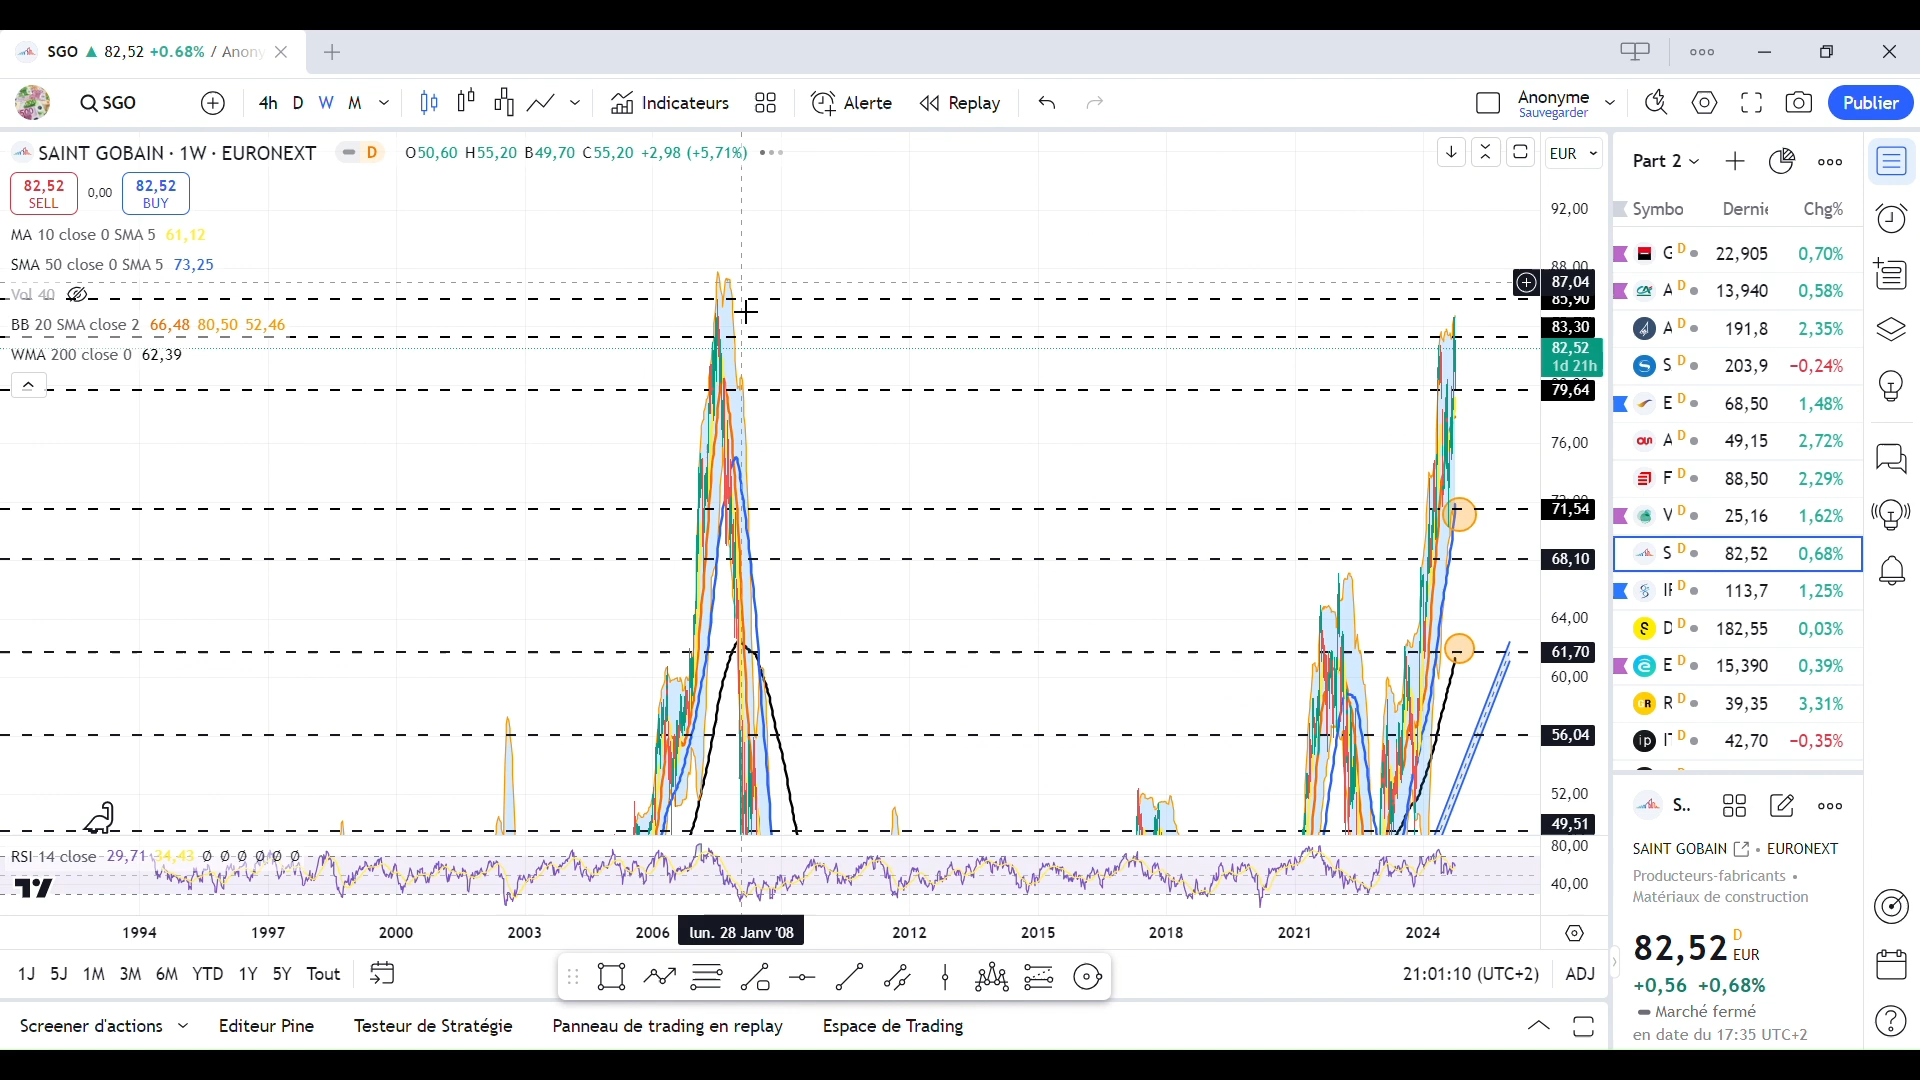 SGO ▲ 82,52 +0.68% / Anony
SGO
4h D W M
Indicateurs
Alerte
Replay
Anonyme
Sauvegarder
Publier
SAINT GOBAIN · 1W · EURONEXT
D
O50,60 H55,20 B49,70 C55,20 +2,98 (+5,71%)
82,52
SELL
0,00
82,52
BUY
MA 10 close 0 SMA 5 61,12
SMA 50 close 0 SMA 5 73,25
Vol 40
BB 20 SMA close 2 66,48 80,50 52,46
WMA 200 close 0 62,39
EUR
92,00
88,00
87,04
85,90
83,30
82,52
1d 21h
79,64
76,00
72,00
71,54
68,10
64,00
61,70
60,00
56,04
52,00
49,51
80,00
40,00
RSI 14 close 29,71 34,43 Ø Ø Ø Ø Ø Ø
1994 1997 2000 2003 2006 lun. 28 Janv '08 2012 2015 2018 2021 2024
1J 5J 1M 3M 6M YTD 1Y 5Y Tout
21:01:10 (UTC+2) ADJ
Screener d'actions
Editeur Pine
Testeur de Stratégie
Panneau de trading en replay
Espace de Trading
Part 2
Symbo Derniè Chg%
G D 22,905 0,70%
A D 13,940 0,58%
A D 191,8 2,35%
S D 203,9 −0,24%
E D 68,50 1,48%
A D 49,15 2,72%
F D 88,50 2,29%
V D 25,16 1,62%
S D 82,52 0,68%
IF D 113,7 1,25%
D D 182,55 0,03%
E D 15,390 0,39%
R D 39,35 3,31%
D 42,70 −0,35%
S..
SAINT GOBAIN • EURONEXT
Producteurs-fabricants •
Matériaux de construction
82,52 D EUR
+0,56 +0,68%
Marché fermé
en date du 17:35 UTC+2